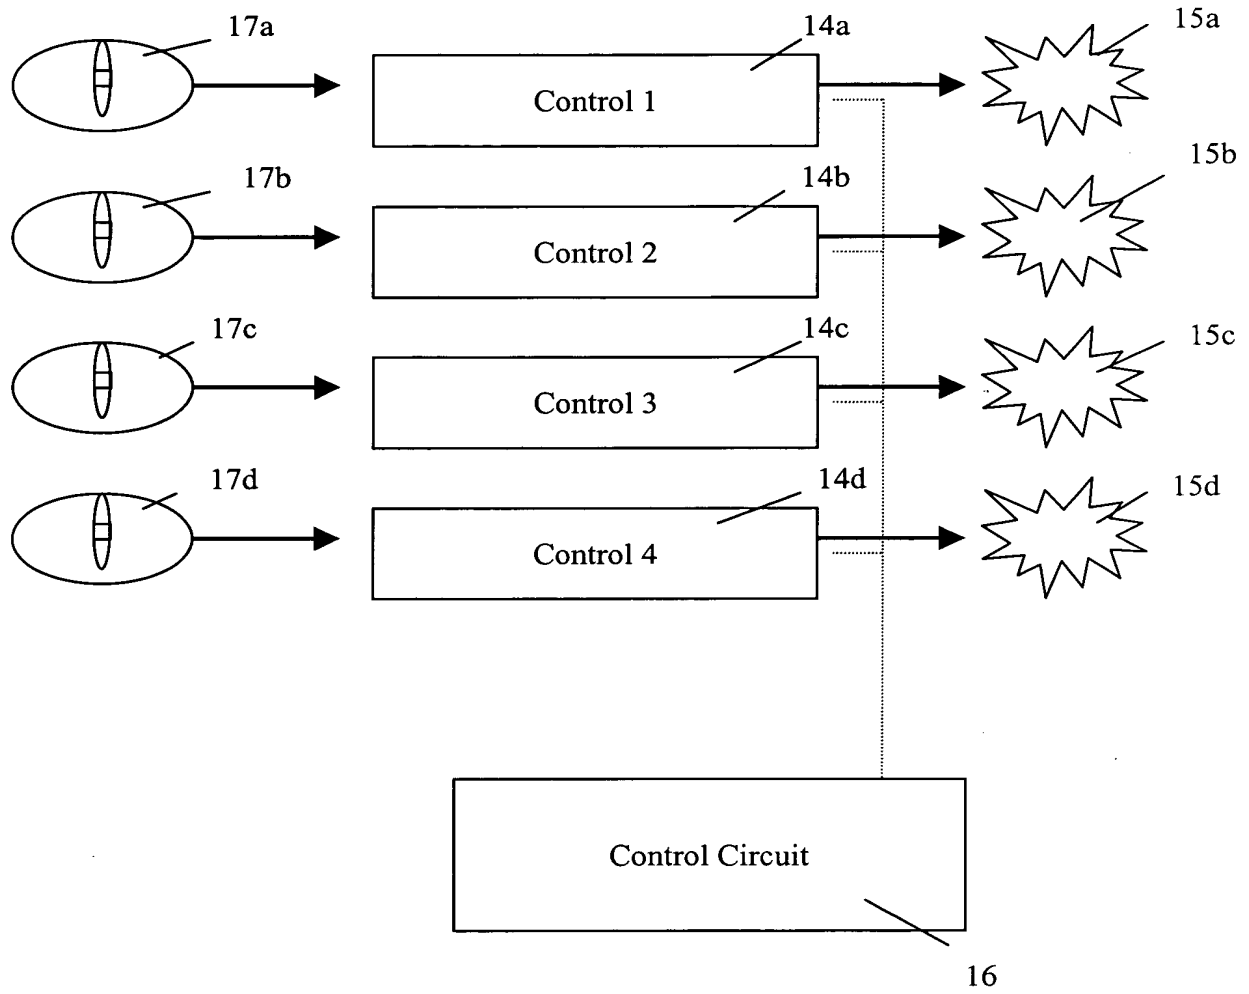 17a
14a
15a
Control 1
17b
14b
15b
Control 2
17c
14c
15c
Control 3
17d
14d
15d
Control 4
Control Circuit
16